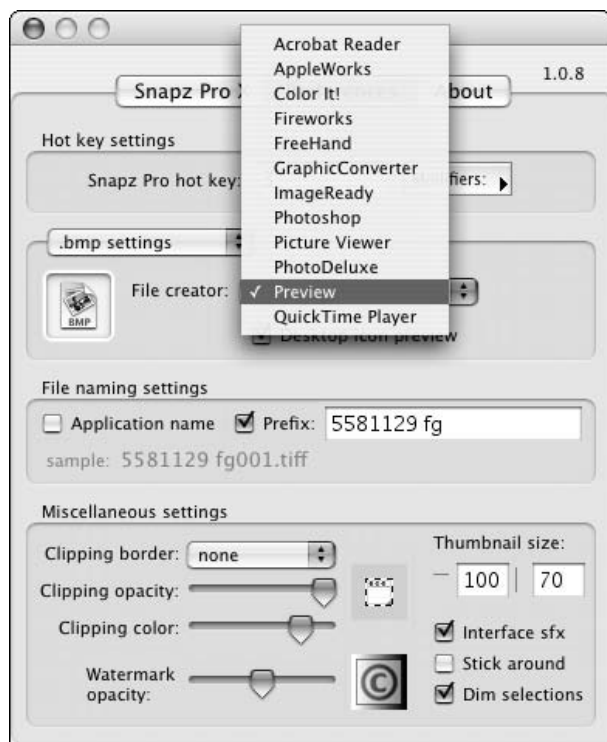 Acrobat Reader
AppleWorks
Color It!
Fireworks
FreeHand
GraphicConverter
ImageReady
Photoshop
Picture Viewer
PhotoDeluxe
✓ Preview
QuickTime Player
1.0.8
Snapz Pro X
About
Hot key settings
Snapz Pro hot key:
fiers:
.bmp settings
File creator:
BMP
Desktop icon preview
File naming settings
Application name
Prefix: 5581129 fg
sample: 5581129 fg001.tiff
Miscellaneous settings
Clipping border: none
Clipping opacity:
Clipping color:
Watermark
opacity:
©
Thumbnail size:
100 | 70
Interface sfx
Stick around
Dim selections